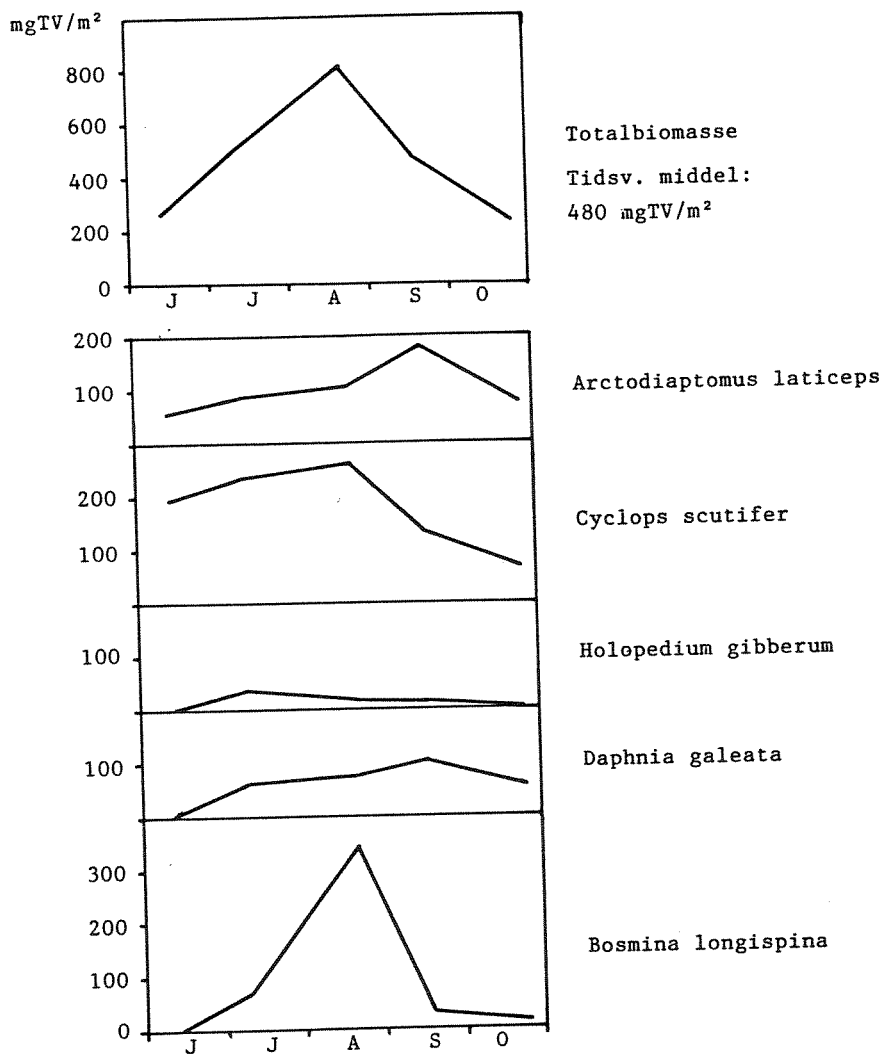 mgTV/m²
800
600
400
200
0
J J A S O
Totalbiomasse
Tidsv. middel:
480 mgTV/m²
200
100
Arctodiaptomus laticeps
200
100
Cyclops scutifer
100
Holopedium gibberum
100
Daphnia galeata
300
200
100
0
J J A S O
Bosmina longispina